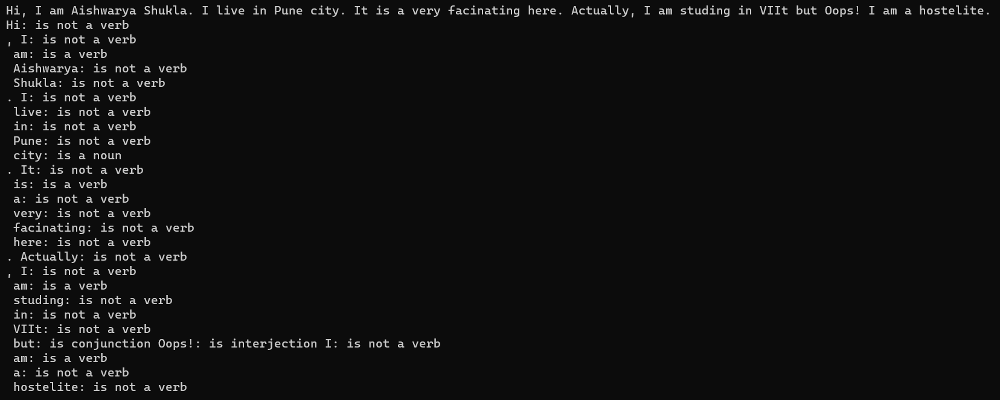 Hi, I am Aishwarya Shukla. I live in Pune city. It is a very facinating here. Actually, I am studing in VIIt but Oops! I am a hostelite.
Hi: is not a verb
, I: is not a verb
 am: is a verb
 Aishwarya: is not a verb
 Shukla: is not a verb
. I: is not a verb
 live: is not a verb
 in: is not a verb
 Pune: is not a verb
 city: is a noun
. It: is not a verb
 is: is a verb
 a: is not a verb
 very: is not a verb
 facinating: is not a verb
 here: is not a verb
. Actually: is not a verb
, I: is not a verb
 am: is a verb
 studing: is not a verb
 in: is not a verb
 VIIt: is not a verb
 but: is conjunction Oops!: is interjection I: is not a verb
 am: is a verb
 a: is not a verb
 hostelite: is not a verb